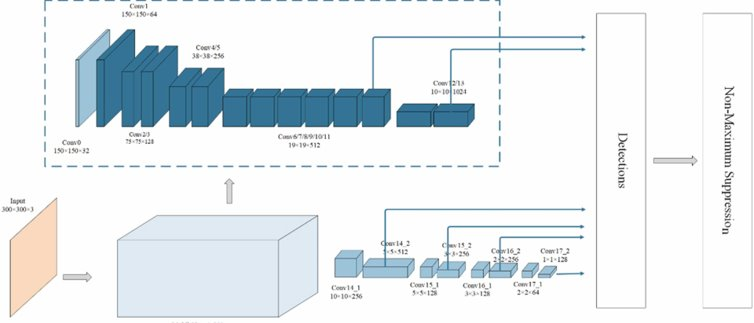 Conv1
150×150×64
Conv4/5
38×38×256
Conv12/13
10×10×1024
Conv6/7/8/9/10/11
19×19×512
Conv2/3
75×75×128
Conv0
150×150×32
Input
300×300×3
Conv14_2
5×5×512
Conv15_2
3×3×256
Conv16_2
2×2×256
Conv17_2
1×1×128
Conv14_1
10×10×256
Conv15_1
5×5×128
Conv16_1
3×3×128
Conv17_1
2×2×64
Detections
Non-Maximum Suppression